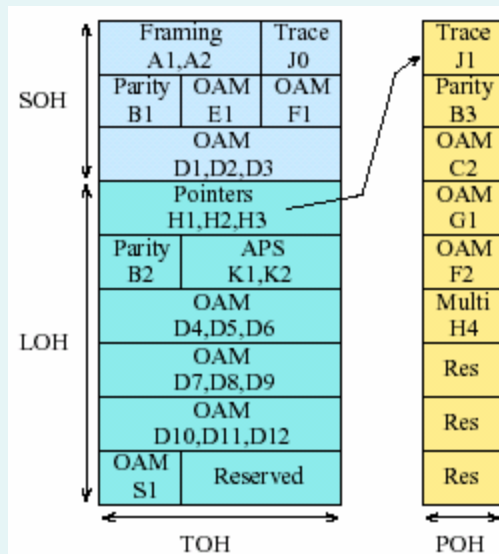 Framing
A1,A2
Trace
J0
Parity
B1
OAM
E1
OAM
F1
OAM
D1,D2,D3
Pointers
H1,H2,H3
Parity
B2
APS
K1,K2
OAM
D4,D5,D6
OAM
D7,D8,D9
OAM
D10,D11,D12
OAM
S1
Reserved
SOH
LOH
TOH
Trace
J1
Parity
B3
OAM
C2
OAM
G1
OAM
F2
Multi
H4
Res
Res
Res
POH